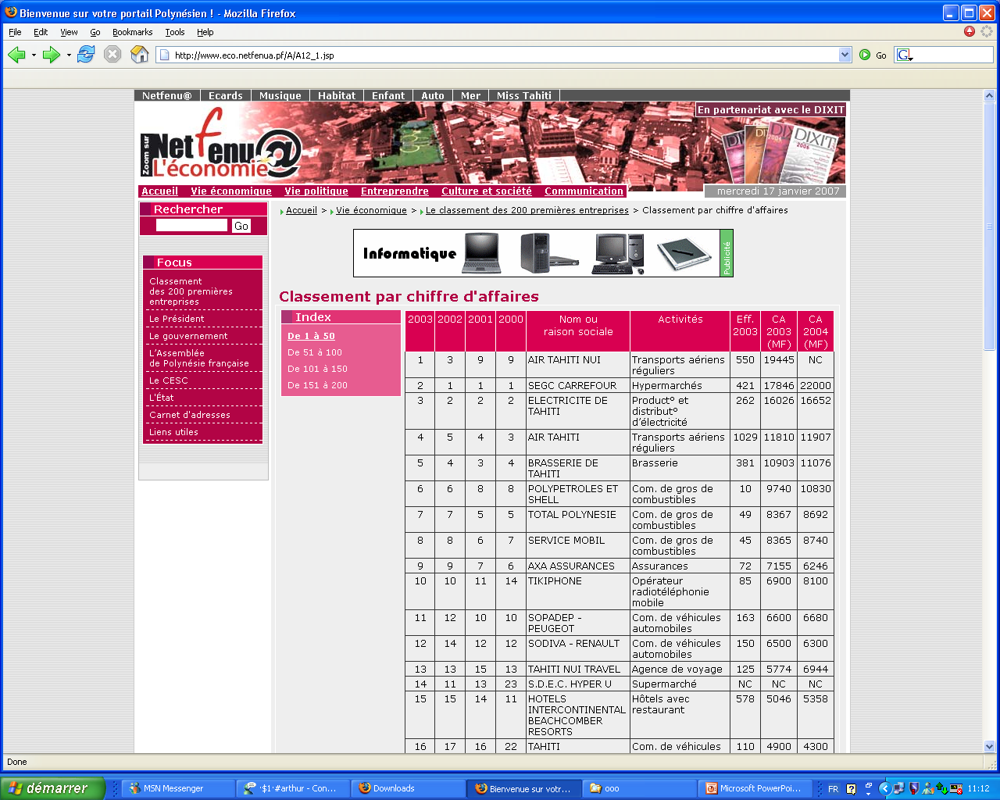 Bienvenue sur votre portail Polynésien ! - Mozilla Firefox
File Edit View Go Bookmarks Tools Help
http://www.eco.netfenua.pf/A/A12_1.jsp Go
Netfenu@ Ecards Musique Habitat Enfant Auto Mer Miss Tahiti
En partenariat avec le DIXIT
Zoom sur
Netfenu@
L'économie
DIXIT
Accueil Vie économique Vie politique Entreprendre Culture et société Communication mercredi 17 janvier 2007
Rechercher
Go
Focus
Classement
des 200 premières
entreprises
Le Président
Le gouvernement
L'Assemblée
de Polynésie française
Le CESC
L'État
Carnet d'adresses
Liens utiles
Accueil > Vie économique > Le classement des 200 premières entreprises > Classement par chiffre d'affaires
Informatique
Publicité
Classement par chiffre d'affaires
Index
De 1 à 50
De 51 à 100
De 101 à 150
De 151 à 200
2003 2002 2001 2000 Nom ou Activités Eff. CA CA
raison sociale 2003 2003 2004
(MF) (MF)
1 3 9 9 AIR TAHITI NUI Transports aériens 550 19445 NC
réguliers
2 1 1 1 SEGC CARREFOUR Hypermarchés 421 17846 22000
3 2 2 2 ELECTRICITE DE Product° et 262 16026 16652
TAHITI distribut°
d'électricité
4 5 4 3 AIR TAHITI Transports aériens 1029 11810 11907
réguliers
5 4 3 4 BRASSERIE DE Brasserie 381 10903 11076
TAHITI
6 6 8 8 POLYPETROLES ET Com. de gros de 10 9740 10830
SHELL combustibles
7 7 5 5 TOTAL POLYNESIE Com. de gros de 49 8367 8692
combustibles
8 8 6 7 SERVICE MOBIL Com. de gros de 45 8365 8740
combustibles
9 9 7 6 AXA ASSURANCES Assurances 72 7155 6246
10 10 11 14 TIKIPHONE Opérateur 85 6900 8100
radiotéléphonie
mobile
11 12 10 10 SOPADEP - Com. de véhicules 163 6600 6680
PEUGEOT automobiles
12 14 12 12 SODIVA - RENAULT Com. de véhicules 150 6500 6300
automobiles
13 13 15 13 TAHITI NUI TRAVEL Agence de voyage 125 5774 6944
14 11 13 23 S.D.E.C. HYPER U Supermarché NC NC NC
15 15 14 11 HOTELS Hôtels avec 578 5046 5358
INTERCONTINENTAL restaurant
BEACHCOMBER
RESORTS
16 17 16 22 TAHITI Com. de véhicules 110 4900 4300
Done
démarrer MSN Messenger ·$1·#arthur - Con... Downloads Bienvenue sur votr... ooo Microsoft PowerPoi... FR 11:12